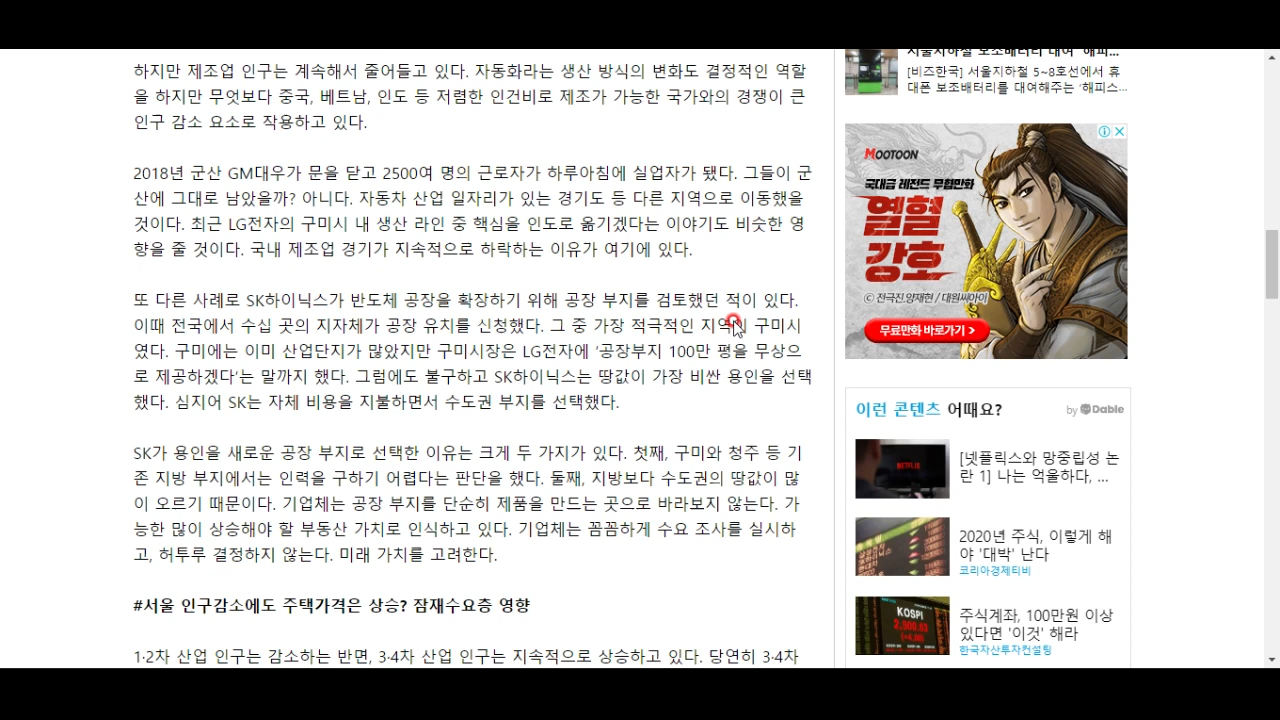 하지만 제조업 인구는 계속해서 줄어들고 있다. 자동화라는 생산 방식의 변화도 결정적인 역할
을 하지만 무엇보다 중국, 베트남, 인도 등 저렴한 인건비로 제조가 가능한 국가와의 경쟁이 큰
인구 감소 요소로 작용하고 있다.
2018년 군산 GM대우가 문을 닫고 2500여 명의 근로자가 하루아침에 실업자가 됐다. 그들이 군
산에 그대로 남았을까? 아니다. 자동차 산업 일자리가 있는 경기도 등 다른 지역으로 이동했을
것이다. 최근 LG전자의 구미시 내 생산 라인 중 핵심을 인도로 옮기겠다는 이야기도 비슷한 영
향을 줄 것이다. 국내 제조업 경기가 지속적으로 하락하는 이유가 여기에 있다.
또 다른 사례로 SK하이닉스가 반도체 공장을 확장하기 위해 공장 부지를 검토했던 적이 있다.
이때 전국에서 수십 곳의 지자체가 공장 유치를 신청했다. 그 중 가장 적극적인 구미시
였다. 구미에는 이미 산업단지가 많았지만 구미시장은 LG전자에 '공장부지 100만 평을 무상으
로 제공하겠다'는 말까지 했다. 그럼에도 불구하고 SK하이닉스는 땅값이 가장 비싼 용인을 선택
했다. 심지어 SK는 자체 비용을 지불하면서 수도권 부지를 선택했다.
SK가 용인을 새로운 공장 부지로 선택한 이유는 크게 두 가지가 있다. 첫째, 구미와 청주 등 기
존 지방 부지에서는 인력을 구하기 어렵다는 판단을 했다. 둘째, 지방보다 수도권의 땅값이 많
이 오르기 때문이다. 기업체는 공장 부지를 단순히 제품을 만드는 곳으로 바라보지 않는다. 가
능한 많이 상승해야 할 부동산 가치로 인식하고 있다. 기업체는 꼼꼼하게 수요 조사를 실시하
고, 허투루 결정하지 않는다. 미래 가치를 고려한다.
#서울 인구감소에도 주택가격은 상승? 잠재수요층 영향
1·2차 산업 인구는 감소하는 반면, 3·4차 산업 인구는 지속적으로 상승하고 있다. 당연히 3·4차
서울지하철 보조배터리 대여 '해피...
[비즈한국] 서울지하철 5~8호선에서 휴
대폰 보조배터리를 대여해주는 '해피스...
MOOTOON
국대급 레전드 무협만화
열혈
강호
© 전극진.양재현 / 대원씨아이
무료만화 바로가기 >
이런 콘텐츠 어때요?
by Dable
NETFLIX
[넷플릭스와 망중립성 논
란 1] 나는 억울하다, ...
2020년 주식, 이렇게 해
야 '대박' 난다
코리아경제티비
KOSPI
주식계좌, 100만원 이상
있다면 '이것' 해라
한국자산투자컨설팅